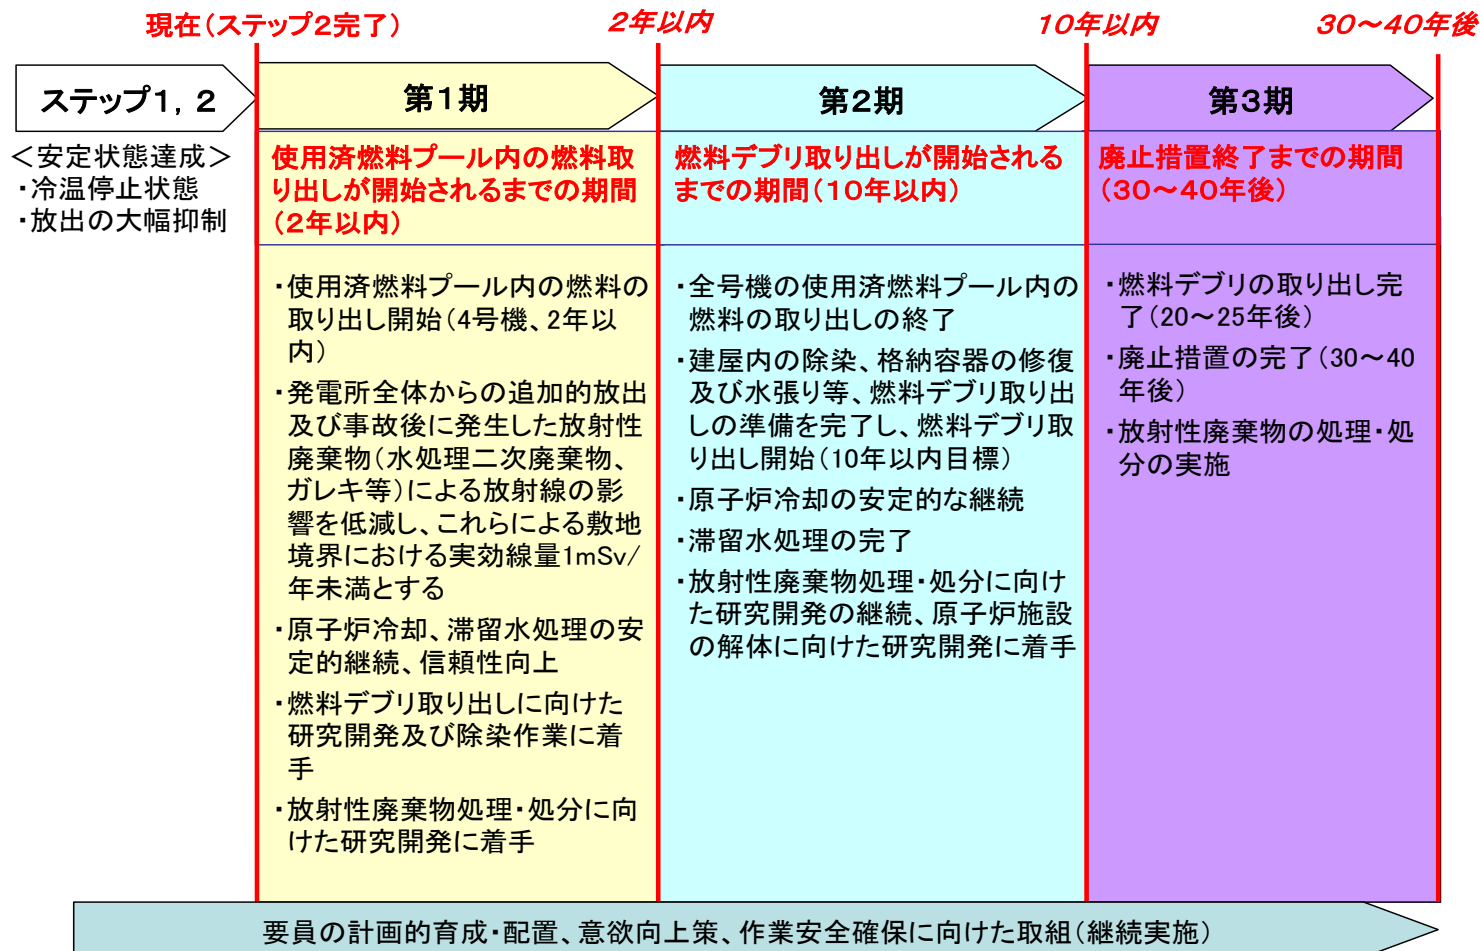 現在(ステップ2完了)
2年以内
10年以内
30～40年後
ステップ1, 2
第1期
第2期
第3期
＜安定状態達成＞
・冷温停止状態
・放出の大幅抑制
使用済燃料プール内の燃料取
り出しが開始されるまでの期間
(2年以内)
燃料デブリ取り出しが開始される
までの期間(10年以内)
廃止措置終了までの期間
(30～40年後)
・使用済燃料プール内の燃料の
取り出し開始(4号機、2年以
内)
・発電所全体からの追加的放出
及び事故後に発生した放射性
廃棄物(水処理二次廃棄物、
ガレキ等)による放射線の影
響を低減し、これらによる敷地
境界における実効線量1mSv/
年未満とする
・原子炉冷却、滞留水処理の安
定的継続、信頼性向上
・燃料デブリ取り出しに向けた
研究開発及び除染作業に着
手
・放射性廃棄物処理・処分に向
けた研究開発に着手
・全号機の使用済燃料プール内の
燃料の取り出しの終了
・建屋内の除染、格納容器の修復
及び水張り等、燃料デブリ取り出
しの準備を完了し、燃料デブリ取
り出し開始(10年以内目標)
・原子炉冷却の安定的な継続
・滞留水処理の完了
・放射性廃棄物処理・処分に向け
た研究開発の継続、原子炉施設
の解体に向けた研究開発に着手
・燃料デブリの取り出し完
了(20～25年後)
・廃止措置の完了(30～40
年後)
・放射性廃棄物の処理・処
分の実施
要員の計画的育成・配置、意欲向上策、作業安全確保に向けた取組(継続実施)